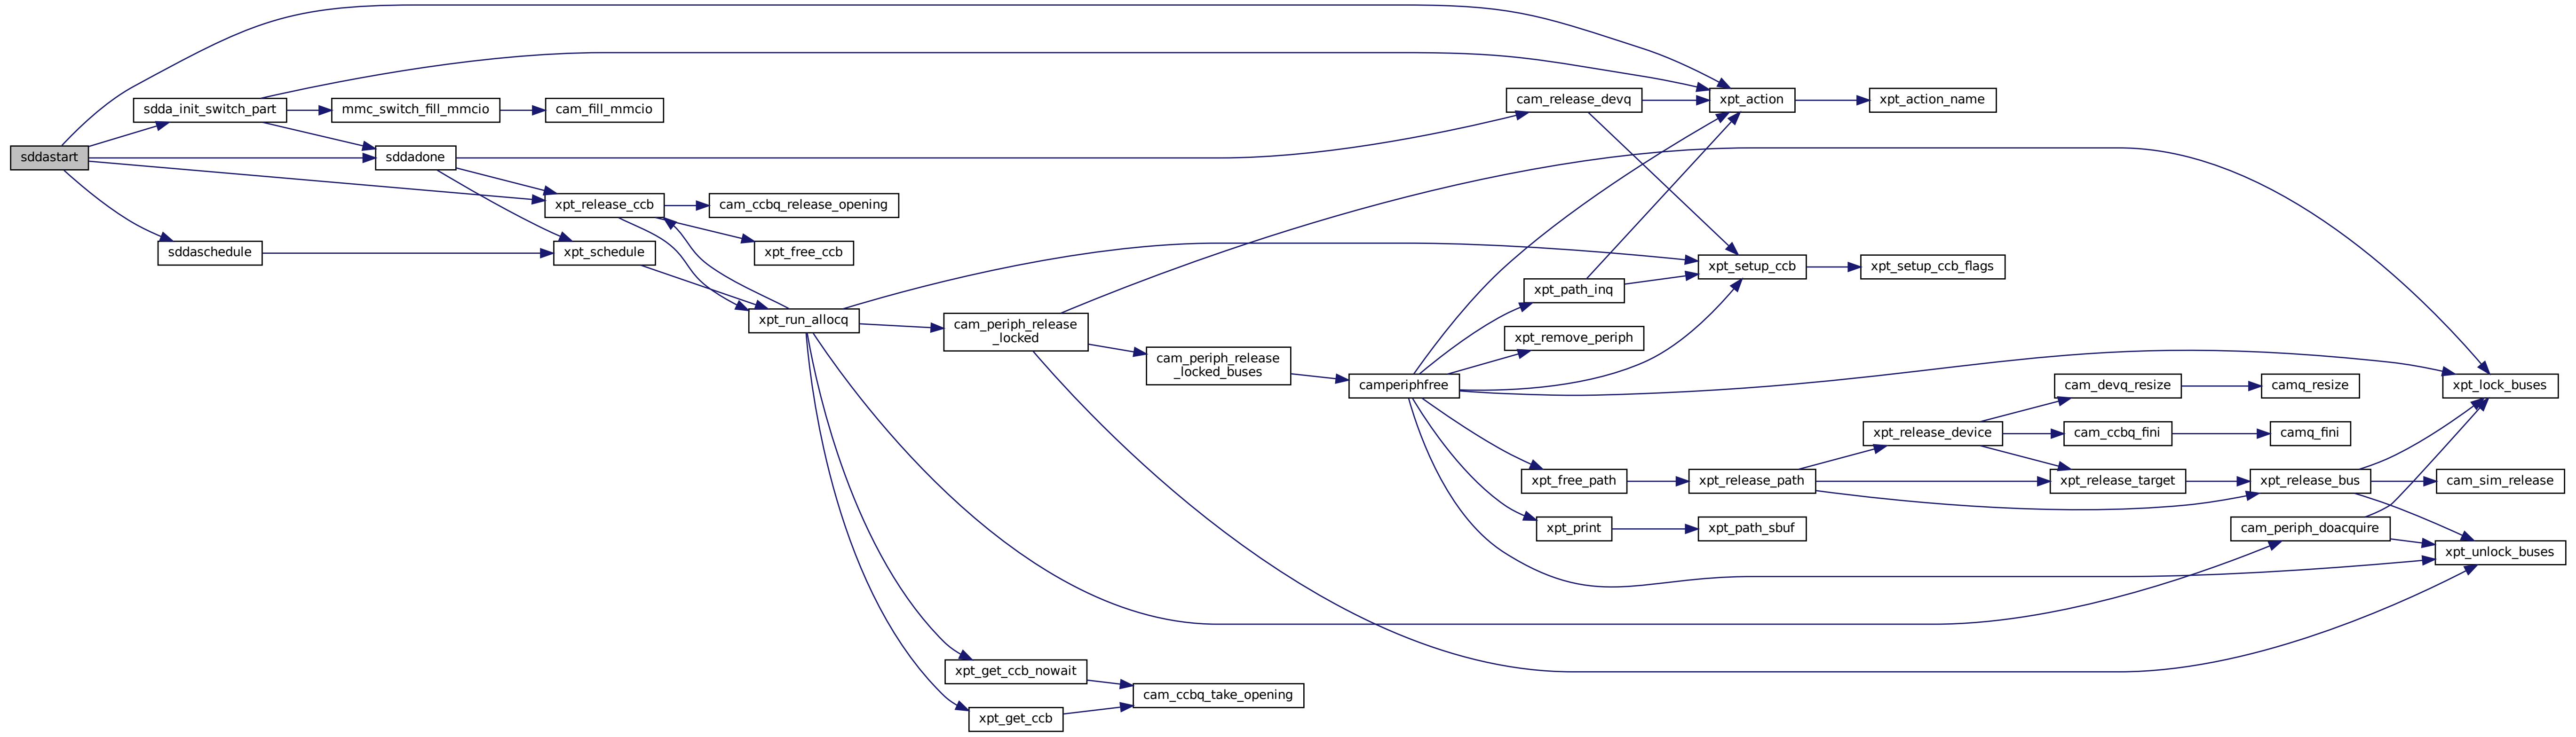 sddastart
sdda_init_switch_part
mmc_switch_fill_mmcio
cam_fill_mmcio
sddadone
xpt_release_ccb
cam_ccbq_release_opening
xpt_free_ccb
sddaschedule
xpt_schedule
xpt_run_allocq
cam_periph_release
_locked
cam_periph_release
_locked_buses
camperiphfree
cam_release_devq
xpt_action
xpt_action_name
xpt_setup_ccb
xpt_setup_ccb_flags
xpt_path_inq
xpt_remove_periph
xpt_lock_buses
cam_devq_resize
camq_resize
xpt_release_device
cam_ccbq_fini
camq_fini
xpt_free_path
xpt_release_path
xpt_release_target
xpt_release_bus
cam_sim_release
xpt_print
xpt_path_sbuf
cam_periph_doacquire
xpt_unlock_buses
xpt_get_ccb_nowait
cam_ccbq_take_opening
xpt_get_ccb